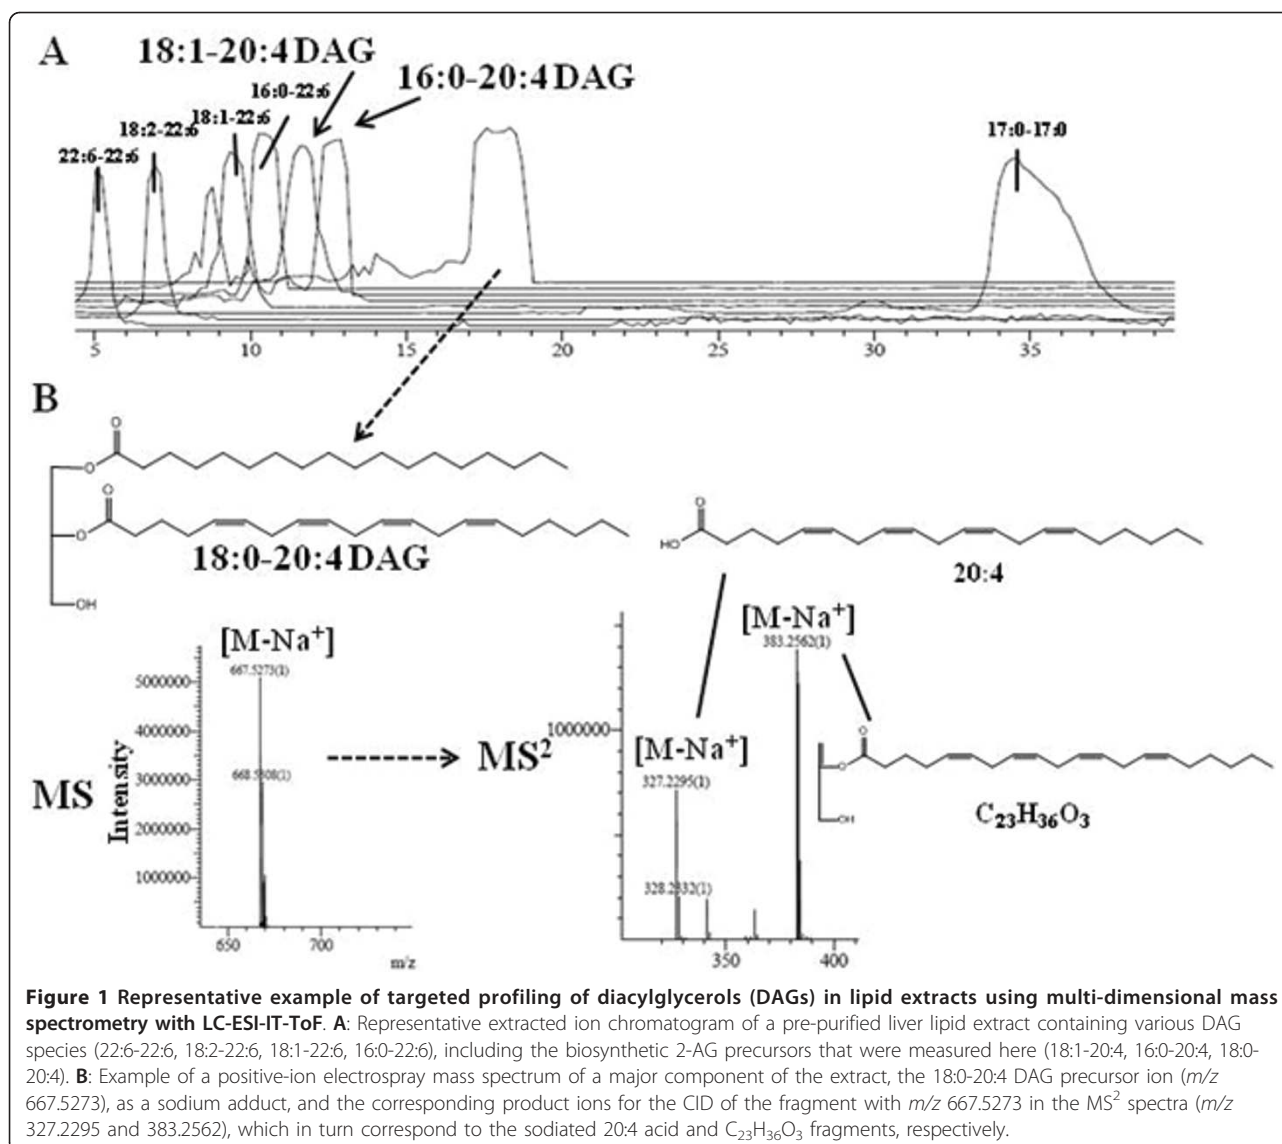 A
18:1-20:4 DAG
16:0-20:4 DAG
16:0-22:6
18:1-22:6
18:2-22:6
22:6-22:6
17:0-17:0
5 10 15 20 25 30 35
B
O
O
O
O
OH
18:0-20:4 DAG
O
HO
20:4
[M-Na⁺]
667.5273(1)
668.5308(1)
5000000
4000000
3000000
2000000
1000000
Intensity
MS
650 700
m/z
MS²
[M-Na⁺]
383.2562(1)
1000000
[M-Na⁺]
327.2295(1)
328.2332(1)
350 400
O
O
OH
C₂₃H₃₆O₃
Figure 1 Representative example of targeted profiling of diacylglycerols (DAGs) in lipid extracts using multi-dimensional mass
spectrometry with LC-ESI-IT-ToF. A: Representative extracted ion chromatogram of a pre-purified liver lipid extract containing various DAG
species (22:6-22:6, 18:2-22:6, 18:1-22:6, 16:0-22:6), including the biosynthetic 2-AG precursors that were measured here (18:1-20:4, 16:0-20:4, 18:0-
20:4). B: Example of a positive-ion electrospray mass spectrum of a major component of the extract, the 18:0-20:4 DAG precursor ion (m/z
667.5273), as a sodium adduct, and the corresponding product ions for the CID of the fragment with m/z 667.5273 in the MS² spectra (m/z
327.2295 and 383.2562), which in turn correspond to the sodiated 20:4 acid and C₂₃H₃₆O₃ fragments, respectively.